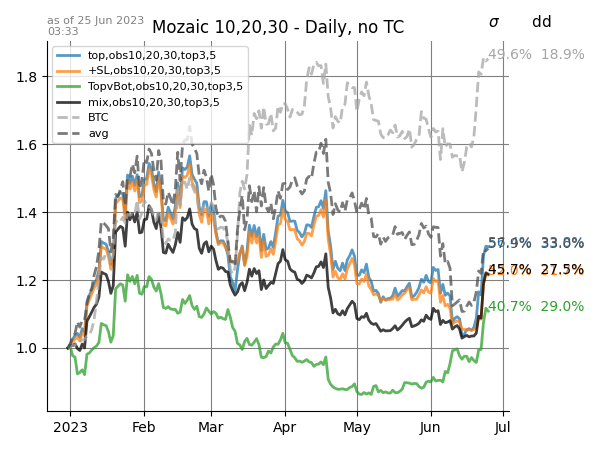 as of 25 Jun 2023
03:33
Mozaic 10,20,30 - Daily, no TC
σ dd
top,obs10,20,30,top3,5
+SL,obs10,20,30,top3,5
TopvBot,obs10,20,30,top3,5
mix,obs10,20,30,top3,5
BTC
avg
49.6% 18.9%
33.0%
45.7% 27.5%
40.7% 29.0%
1.8
1.6
1.4
1.2
1.0
2023 Feb Mar Apr May Jun Jul